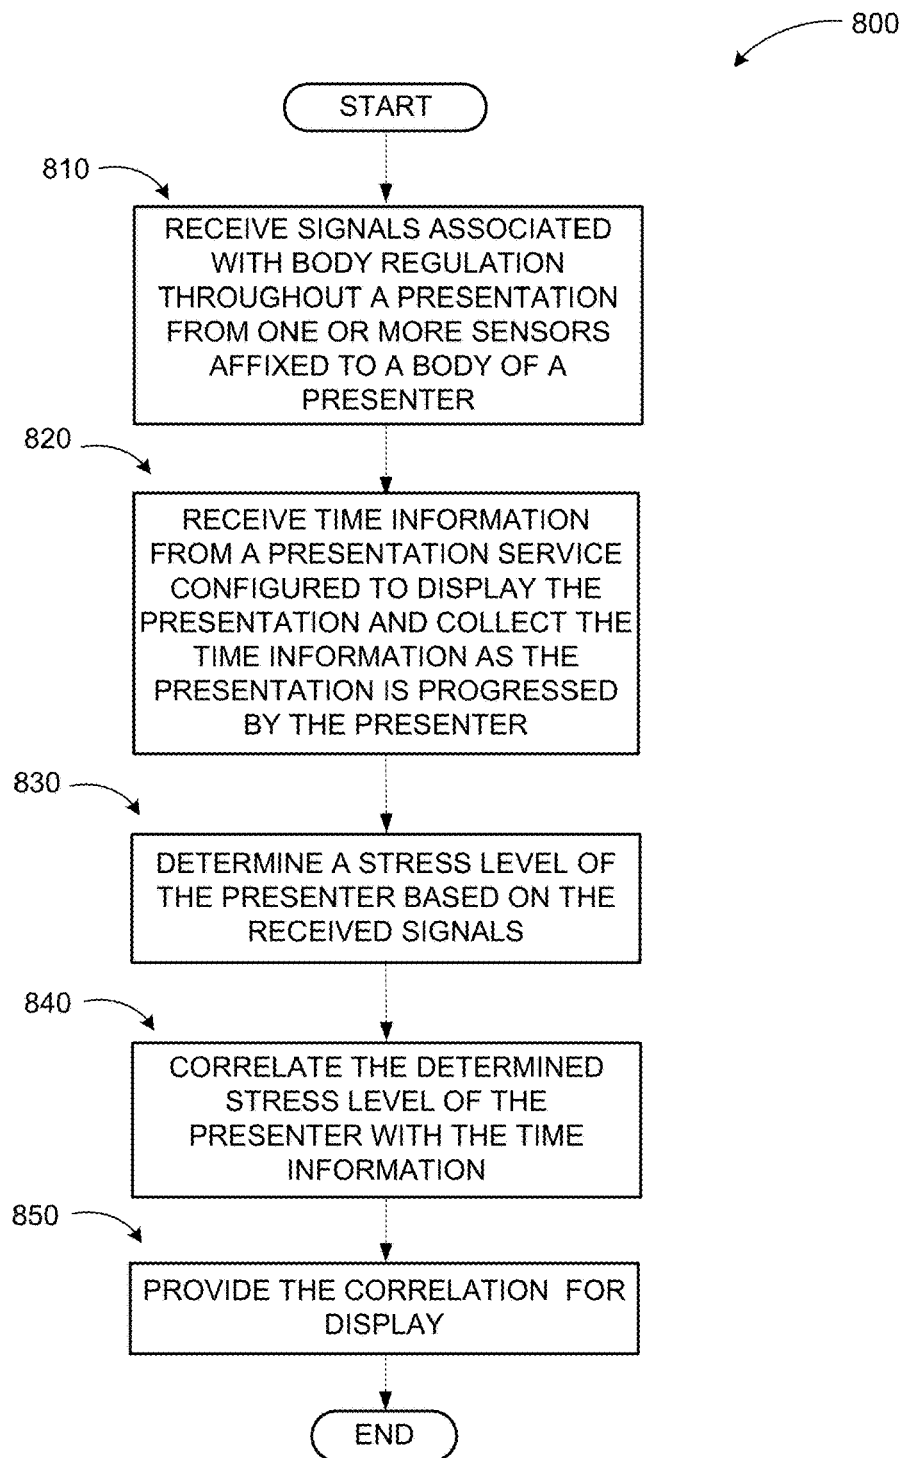 800
START
810
RECEIVE SIGNALS ASSOCIATED
WITH BODY REGULATION
THROUGHOUT A PRESENTATION
FROM ONE OR MORE SENSORS
AFFIXED TO A BODY OF A
PRESENTER
820
RECEIVE TIME INFORMATION
FROM A PRESENTATION SERVICE
CONFIGURED TO DISPLAY THE
PRESENTATION AND COLLECT THE
TIME INFORMATION AS THE
PRESENTATION IS PROGRESSED
BY THE PRESENTER
830
DETERMINE A STRESS LEVEL OF
THE PRESENTER BASED ON THE
RECEIVED SIGNALS
840
CORRELATE THE DETERMINED
STRESS LEVEL OF THE
PRESENTER WITH THE TIME
INFORMATION
850
PROVIDE THE CORRELATION FOR
DISPLAY
END